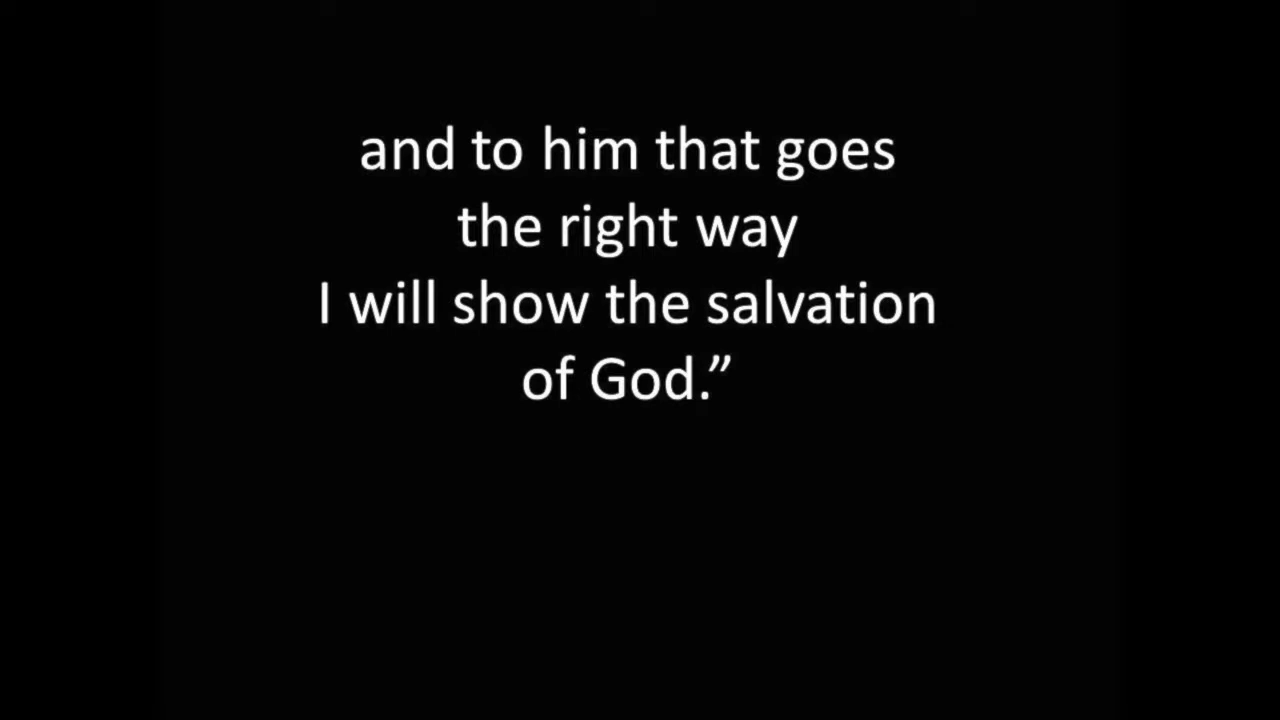 and to him that goes
the right way
I will show the salvation
of God.”